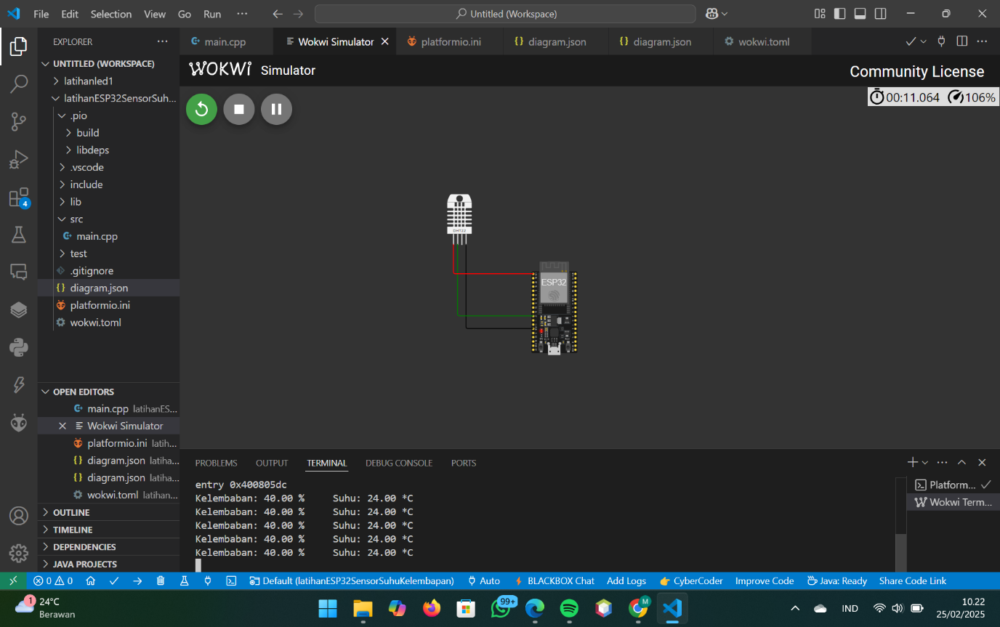 File Edit Selection View Go Run ··· Untitled (Workspace)
EXPLORER ···
main.cpp
Wokwi Simulator
platformio.ini
diagram.json
diagram.json
wokwi.toml
UNTITLED (WORKSPACE)
latihanled1
latihanESP32SensorSuh...
.pio
build
libdeps
.vscode
include
lib
src
main.cpp
test
.gitignore
diagram.json
platformio.ini
wokwi.toml
OPEN EDITORS
main.cpp latihanES...
Wokwi Simulator
platformio.ini latih...
diagram.json latiha...
diagram.json latiha...
wokwi.toml latihan...
OUTLINE
TIMELINE
DEPENDENCIES
JAVA PROJECTS
4
WOKWI Simulator
Community License
00:11.064 106%
DHT22
ESP32
PROBLEMS OUTPUT TERMINAL DEBUG CONSOLE PORTS
entry 0x400805dc
Kelembaban: 40.00 % Suhu: 24.00 *C
Kelembaban: 40.00 % Suhu: 24.00 *C
Kelembaban: 40.00 % Suhu: 24.00 *C
Kelembaban: 40.00 % Suhu: 24.00 *C
Kelembaban: 40.00 % Suhu: 24.00 *C
Platform...
Wokwi Term...
0 0 Default (latihanESP32SensorSuhuKelembapan) Auto BLACKBOX Chat Add Logs CyberCoder Improve Code Java: Ready Share Code Link
1
24°C
Berawan
99+
M
IND
10.22
25/02/2025